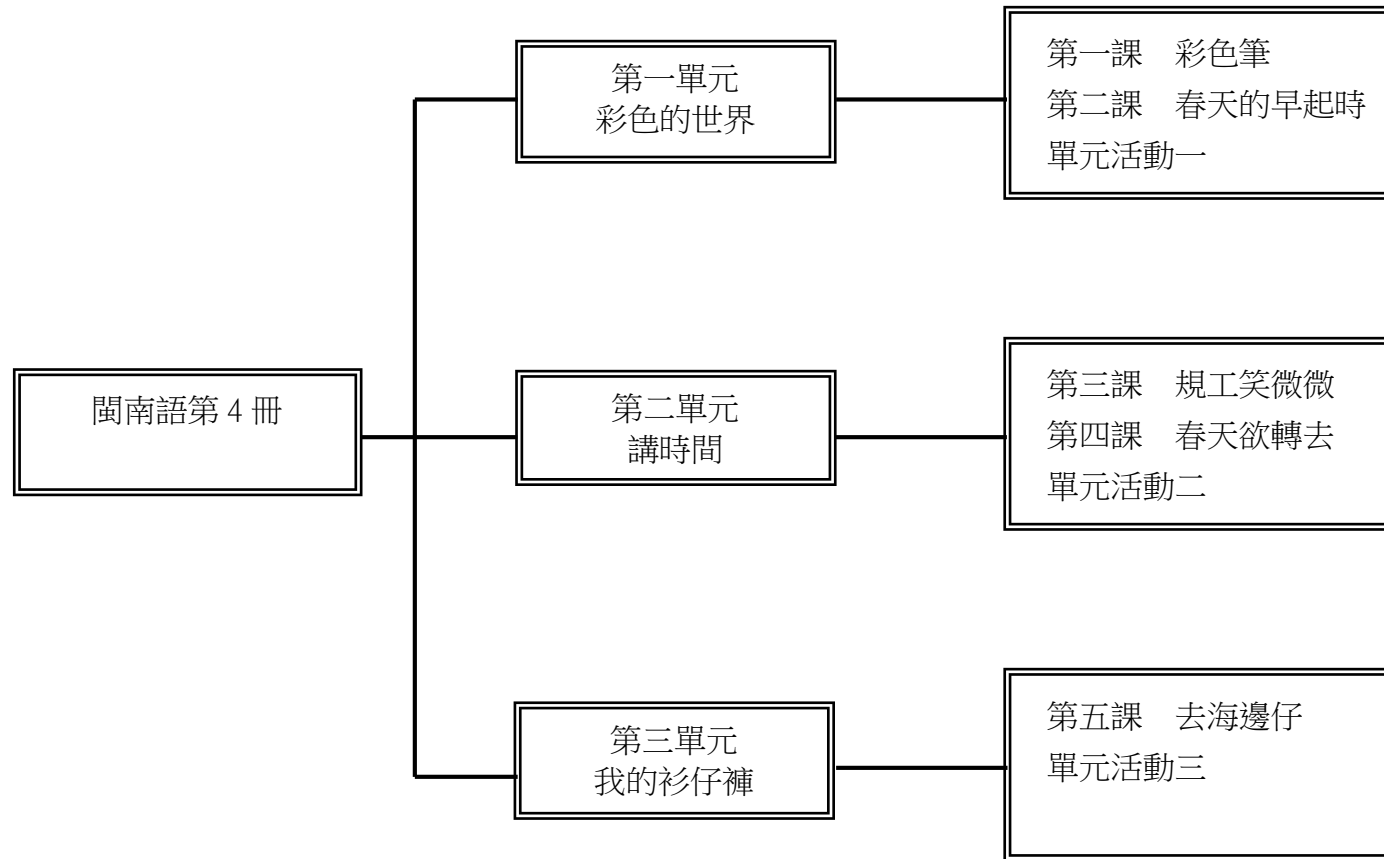 閩南語第 4 冊
第一單元
彩色的世界
第一課　彩色筆
第二課　春天的早起時
單元活動一
第二單元
講時間
第三課　規工笑微微
第四課　春天欲轉去
單元活動二
第三單元
我的衫仔褲
第五課　去海邊仔
單元活動三